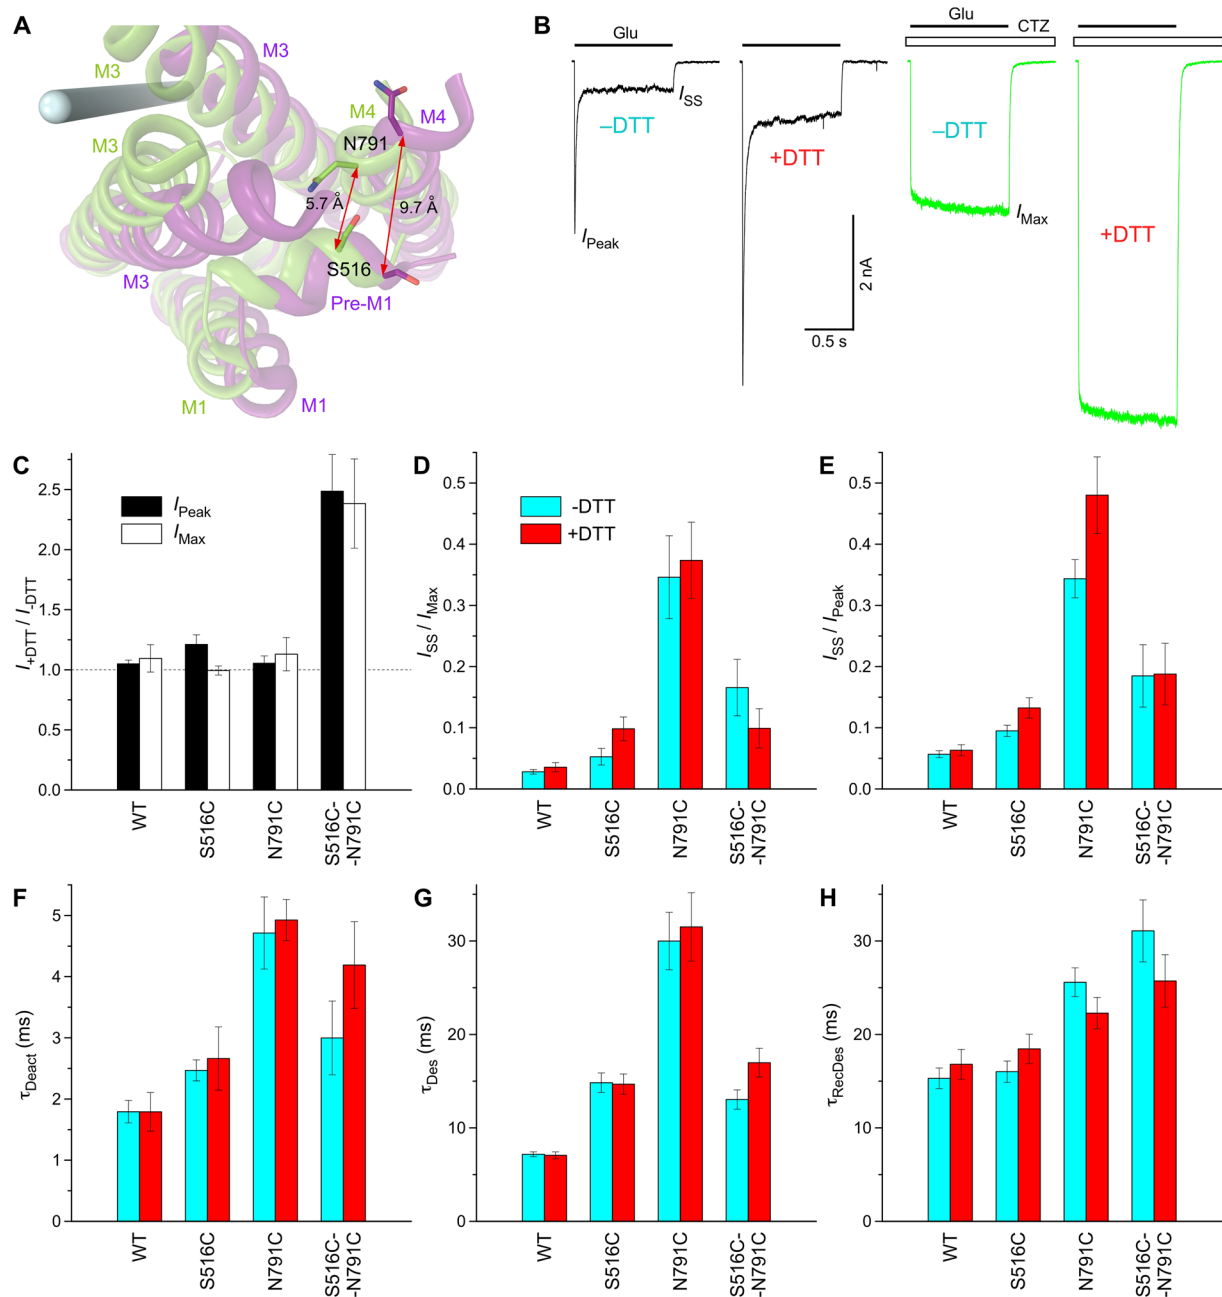 A
M3
M3
M4
M4
M3
N791
5.7 Å
9.7 Å
S516
M3
Pre-M1
M1
M1
B
Glu
Glu
CTZ
ISS
–DTT
+DTT
–DTT
IPeak
IMax
+DTT
2 nA
0.5 s
C
2.5
2.0
1.5
1.0
0.5
0.0
I+DTT / I-DTT
IPeak
IMax
WT
S516C
N791C
S516C-
-N791C
D
0.5
0.4
0.3
0.2
0.1
0.0
ISS / IMax
-DTT
+DTT
WT
S516C
N791C
S516C-
-N791C
E
0.5
0.4
0.3
0.2
0.1
0.0
ISS / IPeak
WT
S516C
N791C
S516C-
-N791C
F
5
4
3
2
1
0
τDeact (ms)
WT
S516C
N791C
S516C-
-N791C
G
30
20
10
0
τDes (ms)
WT
S516C
N791C
S516C-
-N791C
H
30
20
10
0
τRecDes (ms)
WT
S516C
N791C
S516C-
-N791C